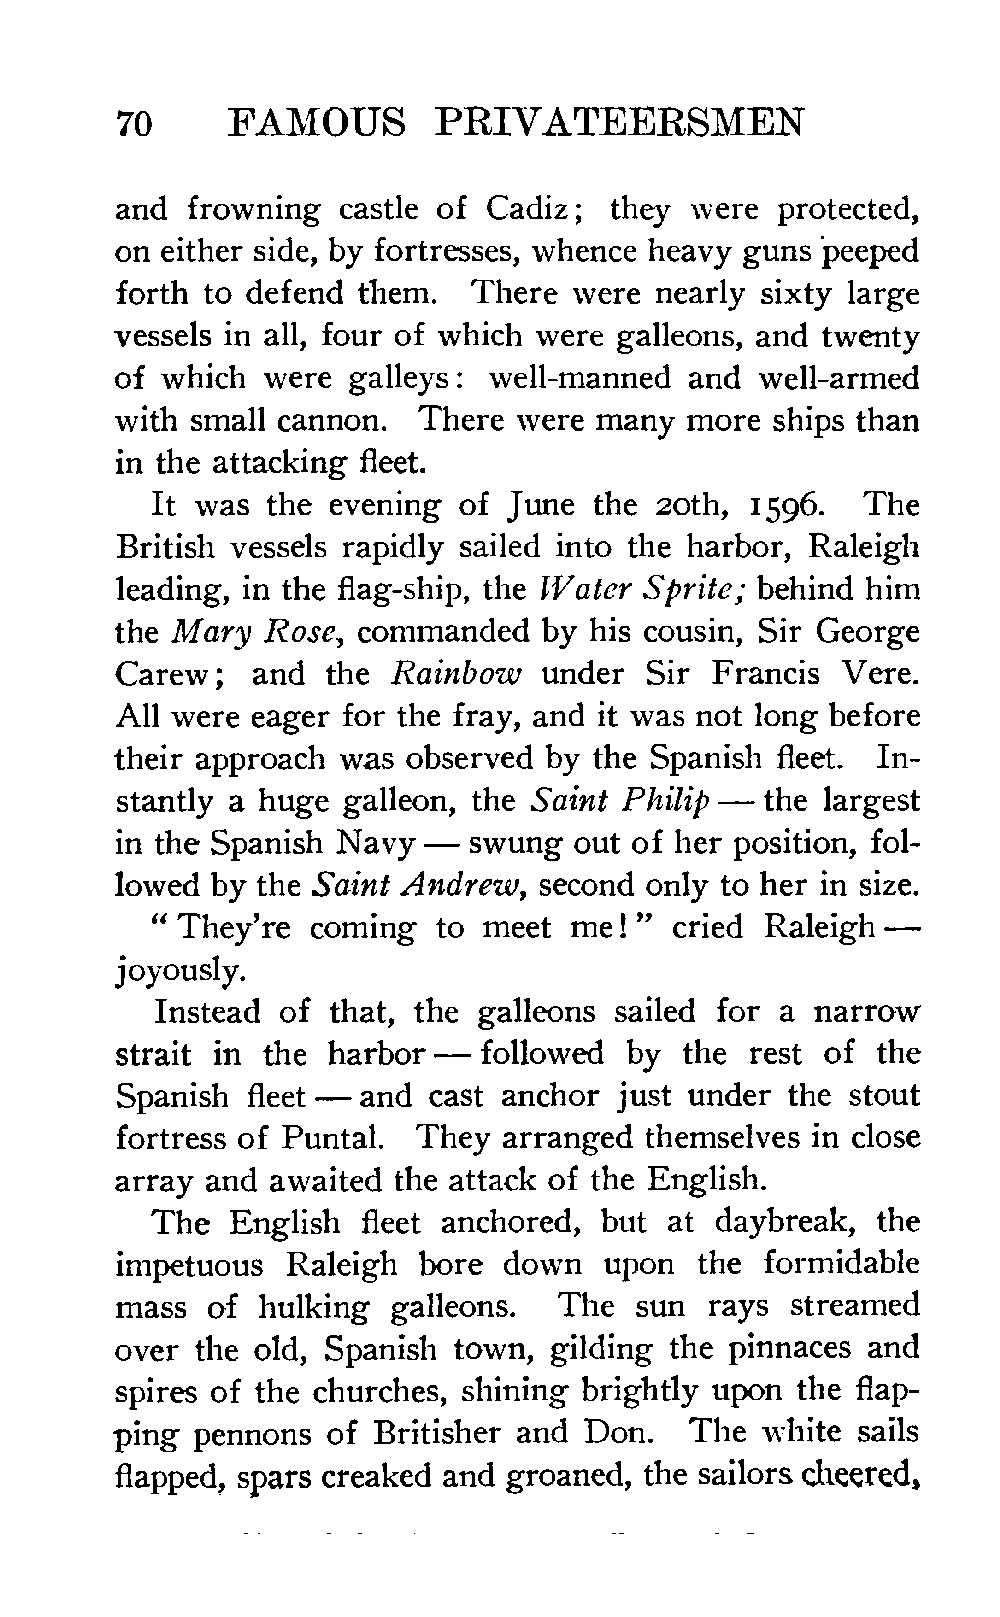 70 FAMOUS PRIVATEERSMEN
and frowning castle of Cadiz; they were protected,
on either side, by fortresses, whence heavy guns peeped
forth to defend them. There were nearly sixty large
vessels in all, four of which were galleons, and twenty
of which were galleys: well-manned and well-armed
with small cannon. There were many more ships than
in the attacking fleet.
It was the evening of June the 20th, 1596. The
British vessels rapidly sailed into the harbor, Raleigh
leading, in the flag-ship, the Water Sprite; behind him
the Mary Rose, commanded by his cousin, Sir George
Carew; and the Rainbow under Sir Francis Vere.
All were eager for the fray, and it was not long before
their approach was observed by the Spanish fleet. In-
stantly a huge galleon, the Saint Philip — the largest
in the Spanish Navy — swung out of her position, fol-
lowed by the Saint Andrew, second only to her in size.
" They're coming to meet me! " cried Raleigh —
joyously.
Instead of that, the galleons sailed for a narrow
strait in the harbor — followed by the rest of the
Spanish fleet — and cast anchor just under the stout
fortress of Puntal. They arranged themselves in close
array and awaited the attack of the English.
The English fleet anchored, but at daybreak, the
impetuous Raleigh bore down upon the formidable
mass of hulking galleons. The sun rays streamed
over the old, Spanish town, gilding the pinnaces and
spires of the churches, shining brightly upon the flap-
ping pennons of Britisher and Don. The white sails
flapped, spars creaked and groaned, the sailors cheered,